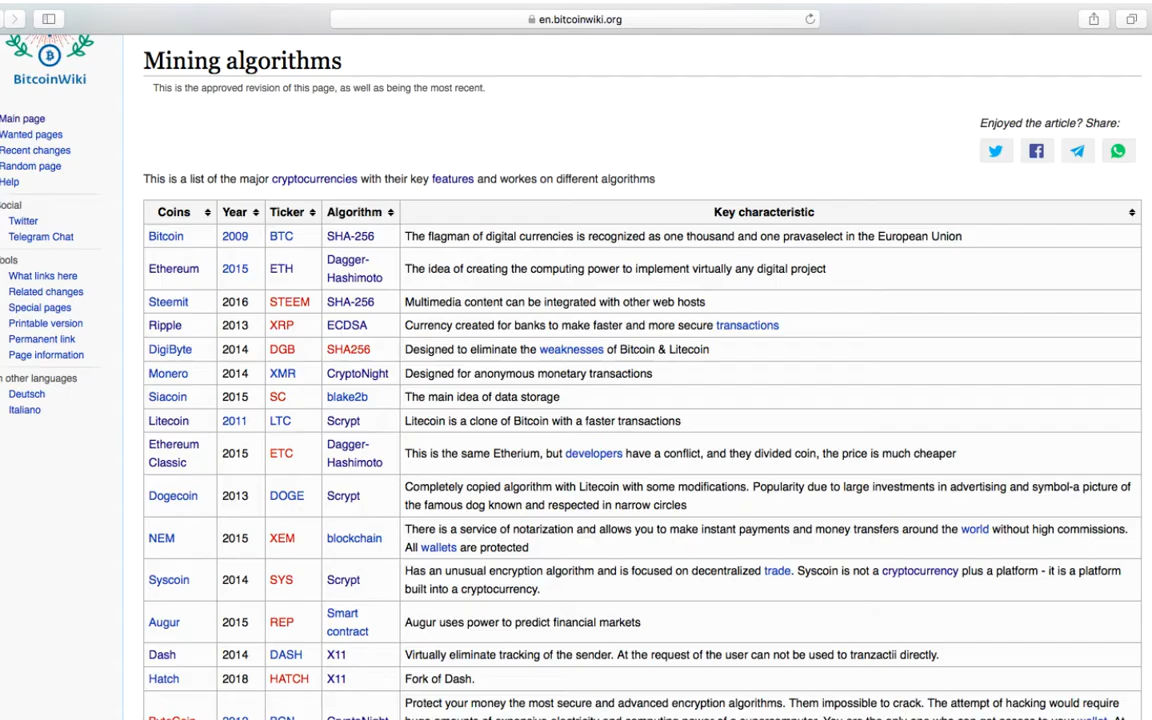 en.bitcoinwiki.org
BitcoinWiki
Main page
Wanted pages
Recent changes
Random page
Help
ocial
Twitter
Telegram Chat
ools
What links here
Related changes
Special pages
Printable version
Permanent link
Page information
n other languages
Deutsch
Italiano
Mining algorithms
This is the approved revision of this page, as well as being the most recent.
Enjoyed the article? Share:
This is a list of the major cryptocurrencies with their key features and workes on different algorithms
Coins Year Ticker Algorithm Key characteristic
Bitcoin 2009 BTC SHA-256 The flagman of digital currencies is recognized as one thousand and one pravaselect in the European Union
Ethereum 2015 ETH Dagger-
Hashimoto The idea of creating the computing power to implement virtually any digital project
Steemit 2016 STEEM SHA-256 Multimedia content can be integrated with other web hosts
Ripple 2013 XRP ECDSA Currency created for banks to make faster and more secure transactions
DigiByte 2014 DGB SHA256 Designed to eliminate the weaknesses of Bitcoin & Litecoin
Monero 2014 XMR CryptoNight Designed for anonymous monetary transactions
Siacoin 2015 SC blake2b The main idea of data storage
Litecoin 2011 LTC Scrypt Litecoin is a clone of Bitcoin with a faster transactions
Ethereum
Classic 2015 ETC Dagger-
Hashimoto This is the same Etherium, but developers have a conflict, and they divided coin, the price is much cheaper
Dogecoin 2013 DOGE Scrypt Completely copied algorithm with Litecoin with some modifications. Popularity due to large investments in advertising and symbol-a picture of
the famous dog known and respected in narrow circles
NEM 2015 XEM blockchain There is a service of notarization and allows you to make instant payments and money transfers around the world without high commissions.
All wallets are protected
Syscoin 2014 SYS Scrypt Has an unusual encryption algorithm and is focused on decentralized trade. Syscoin is not a cryptocurrency plus a platform - it is a platform
built into a cryptocurrency.
Augur 2015 REP Smart
contract Augur uses power to predict financial markets
Dash 2014 DASH X11 Virtually eliminate tracking of the sender. At the request of the user can not be used to tranzactii directly.
Hatch 2018 HATCH X11 Fork of Dash.
Protect your money the most secure and advanced encryption algorithms. Them impossible to crack. The attempt of hacking would require